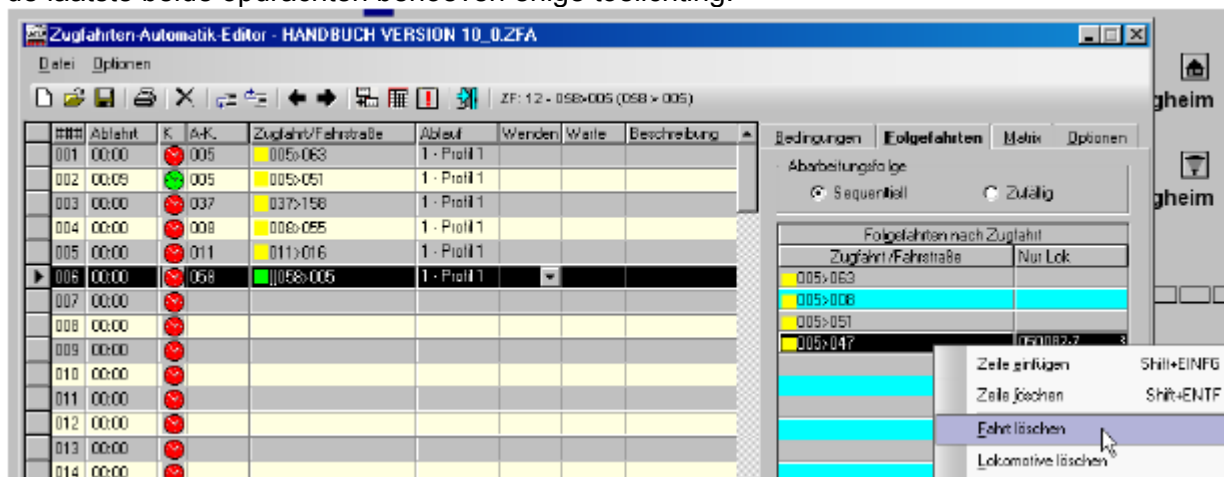 Zugfahrten-Automatik-Editor - HANDBUCH VERSION 10_0.ZFA
Datei Optionen
ZF: 12 - 058>005 (058 > 005)
gheim
### Abfahrt K A-K. Zugfahrt/Fahrstraße Ablauf Wenden Warte Beschreibung
001 00:00 005 005>063 1 - Profil 1
002 00:09 005 005>051 1 - Profil 1
003 00:00 037 037>158 1 - Profil 1
004 00:00 008 008>055 1 - Profil 1
005 00:00 011 011>016 1 - Profil 1
006 00:00 058 [|058>005 1 - Profil 1
007 00:00
008 00:00
009 00:00
010 00:00
011 00:00
012 00:00
013 00:00
014 00:00
Bedingungen Folgefahrten Matrix Optionen
Abarbeitungsfolge
Sequentiell Zufällig
gheim
Folgefahrten nach Zugfahrt
Zugfahrt/Fahrstraße Nur Lok
005>063
005>008
005>051
005>047
Zeile einfügen Shift+EINFG
Zeile löschen Shift+ENTF
Fahrt löschen
Lokomotive löschen